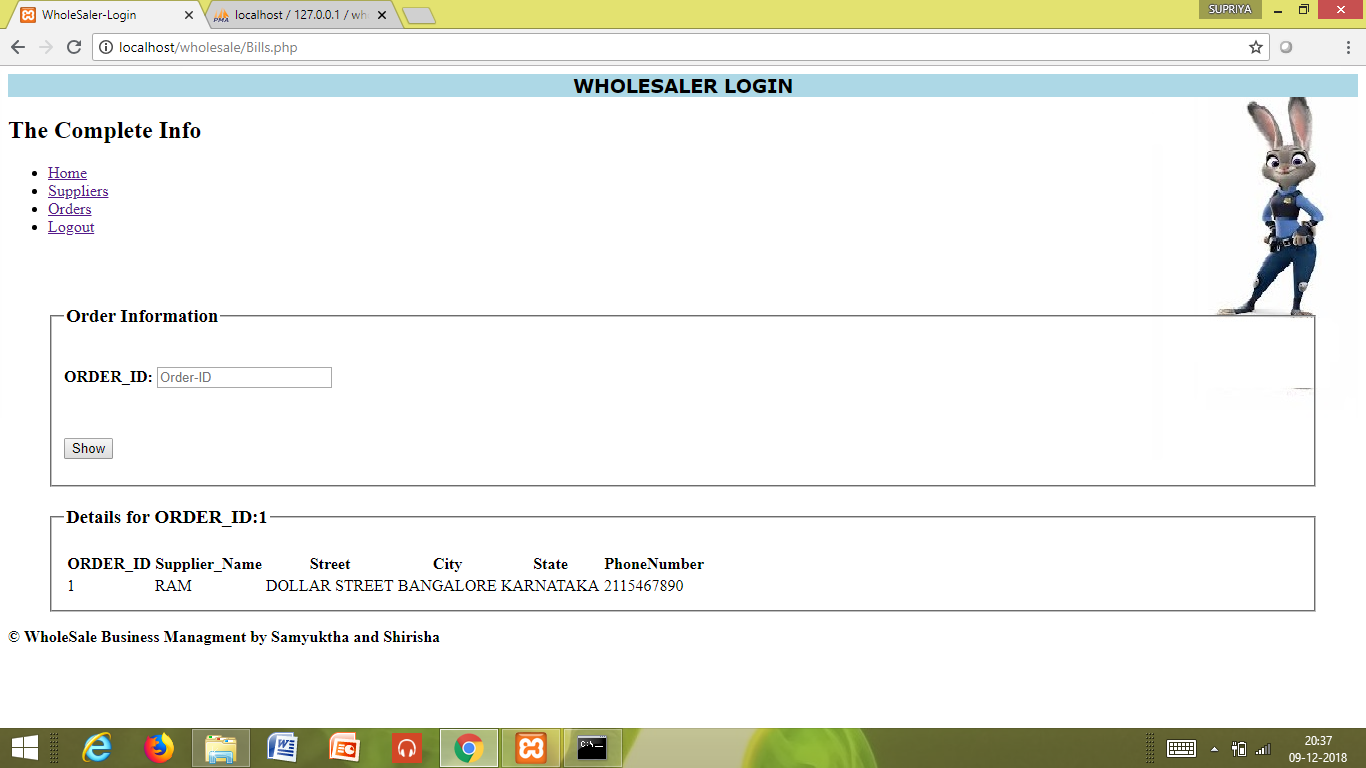 WholeSaler-Login
localhost / 127.0.0.1 / wh
SUPRIYA
localhost/wholesale/Bills.php
WHOLESALER LOGIN
The Complete Info
Home
Suppliers
Orders
Logout
Order Information
ORDER_ID: Order-ID
Show
Details for ORDER_ID:1
ORDER_ID Supplier_Name Street City State PhoneNumber
1 RAM DOLLAR STREET BANGALORE KARNATAKA 2115467890
© WholeSale Business Managment by Samyuktha and Shirisha
20:37
09-12-2018